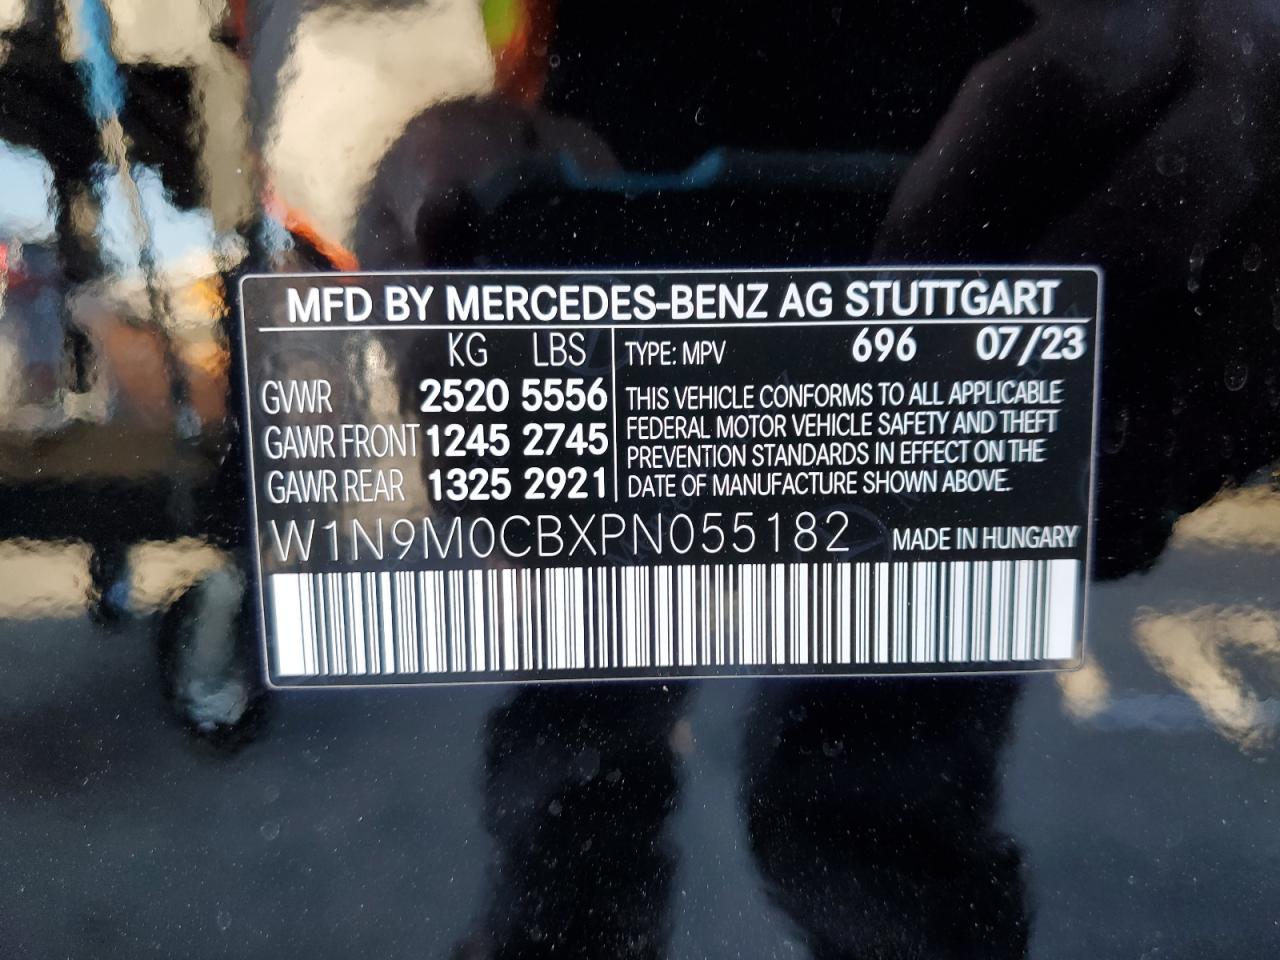 MFD BY MERCEDES-BENZ AG STUTTGART
KG LBS
GVWR 2520 5556
GAWR FRONT 1245 2745
GAWR REAR 1325 2921
TYPE: MPV 696 07/23
THIS VEHICLE CONFORMS TO ALL APPLICABLE
FEDERAL MOTOR VEHICLE SAFETY AND THEFT
PREVENTION STANDARDS IN EFFECT ON THE
DATE OF MANUFACTURE SHOWN ABOVE.
W1N9M0CBXPN055182 MADE IN HUNGARY